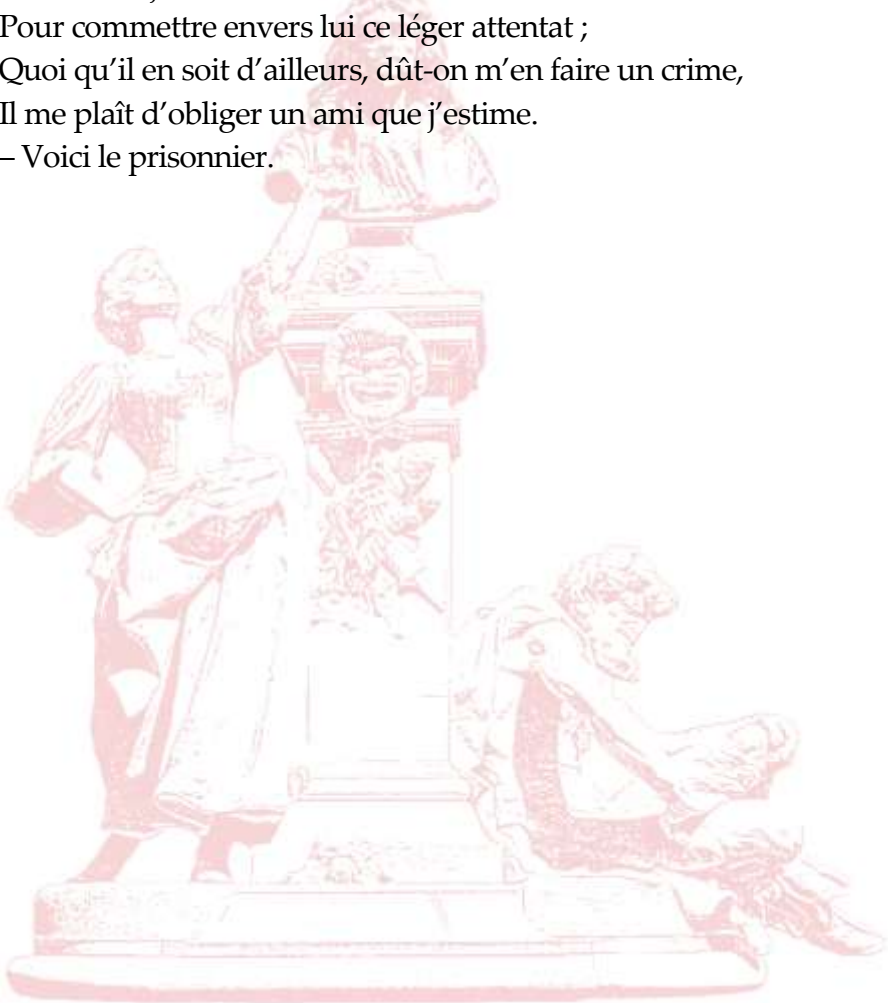 Pour commettre envers lui ce léger attentat ;
Quoi qu’il en soit d’ailleurs, dût-on m’en faire un crime,
Il me plaît d’obliger un ami que j’estime.
– Voici le prisonnier.